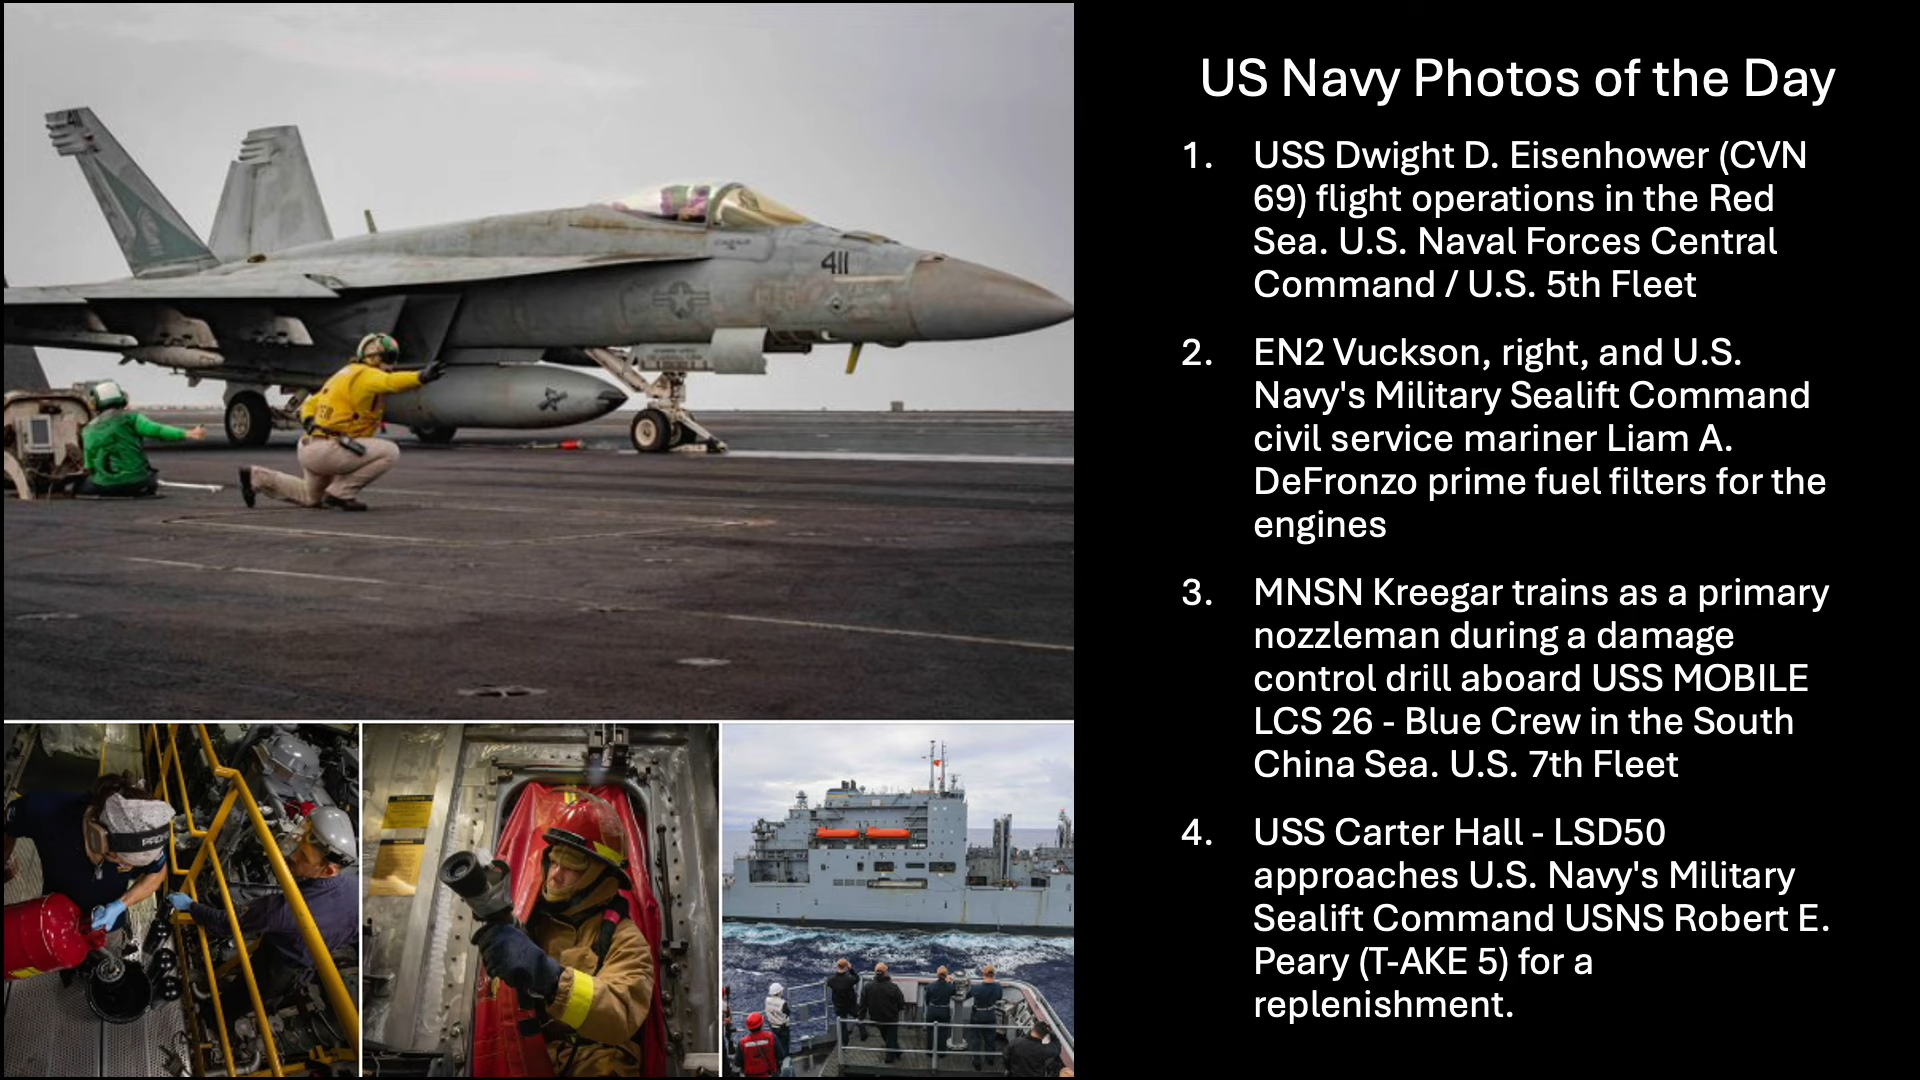 US Navy Photos of the Day
1. USS Dwight D. Eisenhower (CVN
69) flight operations in the Red
Sea. U.S. Naval Forces Central
Command / U.S. 5th Fleet
2. EN2 Vuckson, right, and U.S.
Navy's Military Sealift Command
civil service mariner Liam A.
DeFronzo prime fuel filters for the
engines
3. MNSN Kreegar trains as a primary
nozzleman during a damage
control drill aboard USS MOBILE
LCS 26 - Blue Crew in the South
China Sea. U.S. 7th Fleet
4. USS Carter Hall - LSD50
approaches U.S. Navy's Military
Sealift Command USNS Robert E.
Peary (T-AKE 5) for a
replenishment.
411